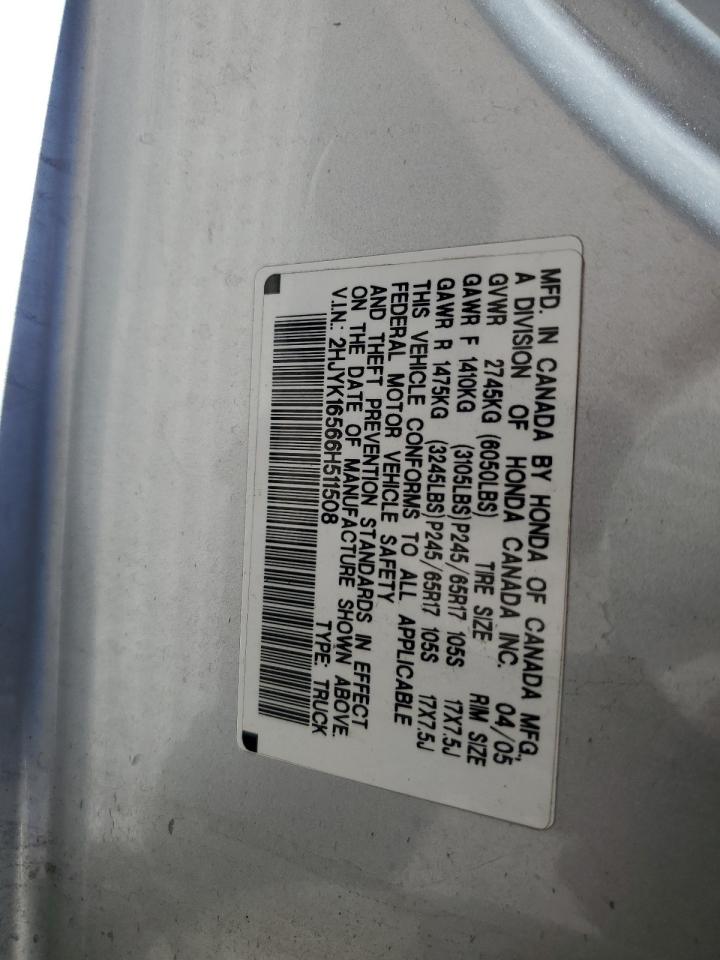 MFD. IN CANADA BY HONDA OF CANADA MFG.,
A DIVISION OF HONDA CANADA INC. 04/05
GVWR 2745KG (6050LBS) TIRE SIZE RIM SIZE
GAWR F 1410KG (3105LBS) P245/65R17 105S 17X7.5J
GAWR R 1475KG (3245LBS) P245/65R17 105S 17X7.5J
THIS VEHICLE CONFORMS TO ALL APPLICABLE
FEDERAL MOTOR VEHICLE SAFETY
AND THEFT PREVENTION STANDARDS IN EFFECT
ON THE DATE OF MANUFACTURE SHOWN ABOVE.
V.I.N.: 2HJYK16566H511508 TYPE: TRUCK